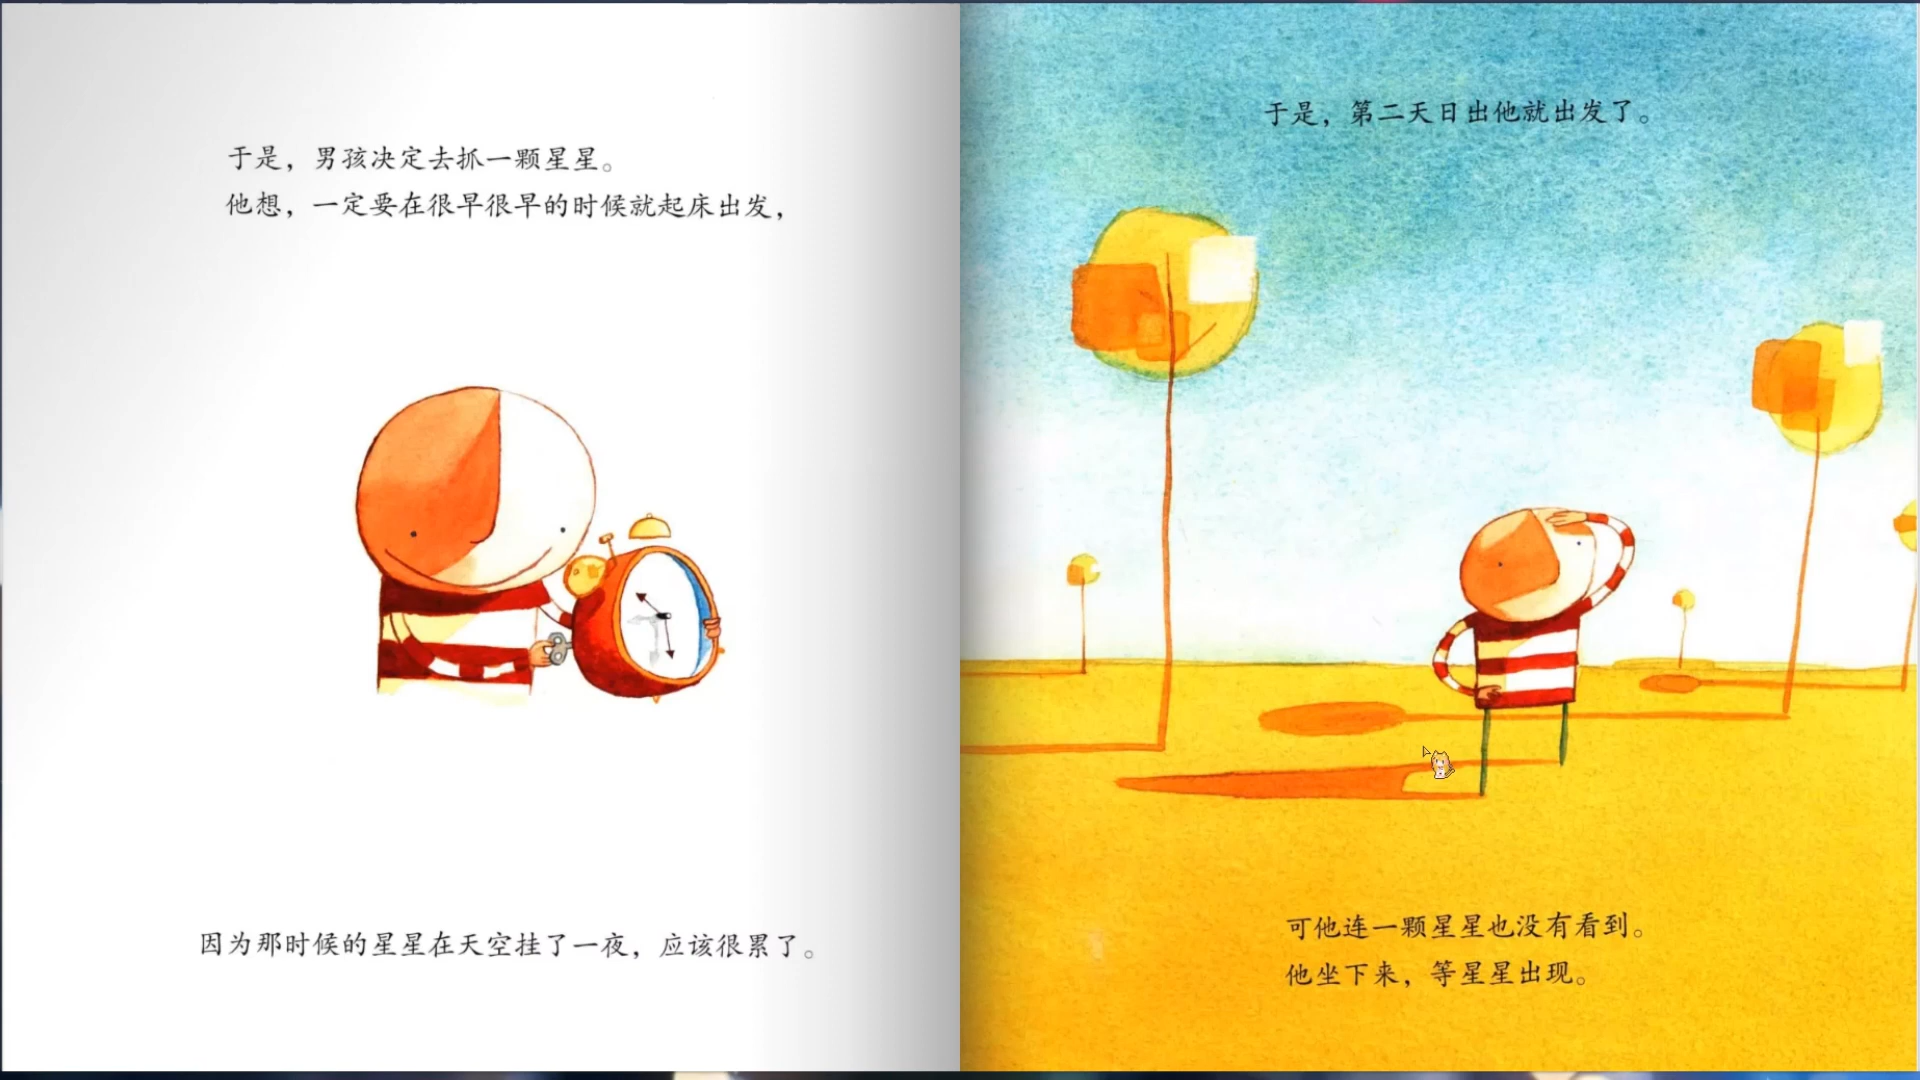 于是，男孩决定去抓一颗星星。
他想，一定要在很早很早的时候就起床出发，
因为那时候的星星在天空挂了一夜，应该很累了。
于是，第二天日出他就出发了。
可他连一颗星星也没有看到。
他坐下来，等星星出现。